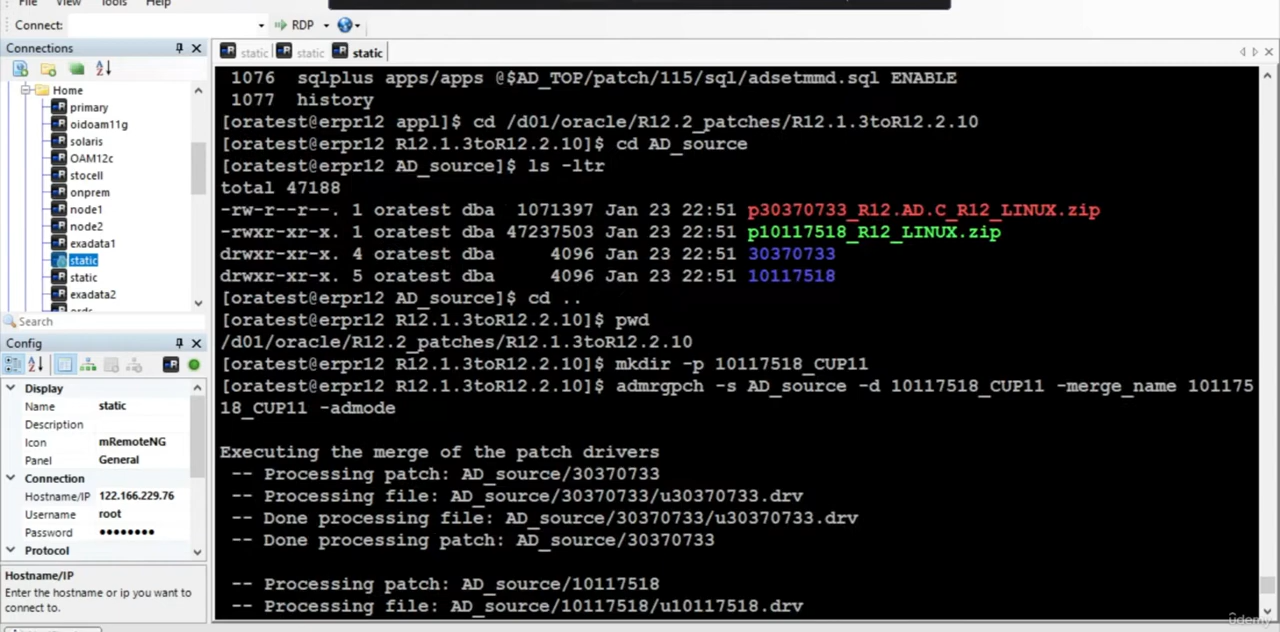 File View Tools Help
Connect: RDP
Connections
Home
primary
oidoam11g
solaris
OAM12c
stocell
onprem
node1
node2
exadata1
static
static
exadata2
Search
Config
Display
Name static
Description
Icon mRemoteNG
Panel General
Connection
Hostname/IP 122.166.229.76
Username root
Password ●●●●●●●●
Protocol
Hostname/IP
Enter the hostname or ip you want to
connect to.
static static static
1076 sqlplus apps/apps @$AD_TOP/patch/115/sql/adsetmmd.sql ENABLE
1077 history
[oratest@erpr12 appl]$ cd /d01/oracle/R12.2_patches/R12.1.3toR12.2.10
[oratest@erpr12 R12.1.3toR12.2.10]$ cd AD_source
[oratest@erpr12 AD_source]$ ls -ltr
total 47188
-rw-r--r--. 1 oratest dba 1071397 Jan 23 22:51 p30370733_R12.AD.C_R12_LINUX.zip
-rwxr-xr-x. 1 oratest dba 47237503 Jan 23 22:51 p10117518_R12_LINUX.zip
drwxr-xr-x. 4 oratest dba 4096 Jan 23 22:51 30370733
drwxr-xr-x. 5 oratest dba 4096 Jan 23 22:51 10117518
[oratest@erpr12 AD_source]$ cd ..
[oratest@erpr12 R12.1.3toR12.2.10]$ pwd
/d01/oracle/R12.2_patches/R12.1.3toR12.2.10
[oratest@erpr12 R12.1.3toR12.2.10]$ mkdir -p 10117518_CUP11
[oratest@erpr12 R12.1.3toR12.2.10]$ admrgpch -s AD_source -d 10117518_CUP11 -merge_name 101175
18_CUP11 -admode
Executing the merge of the patch drivers
-- Processing patch: AD_source/30370733
-- Processing file: AD_source/30370733/u30370733.drv
-- Done processing file: AD_source/30370733/u30370733.drv
-- Done processing patch: AD_source/30370733
-- Processing patch: AD_source/10117518
-- Processing file: AD_source/10117518/u10117518.drv
udemy